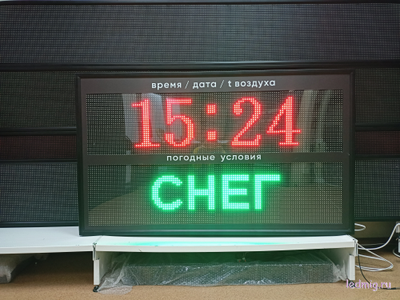 время / дата / t воздуха
15:24
погодные условия
СНЕГ
ledmig.ru